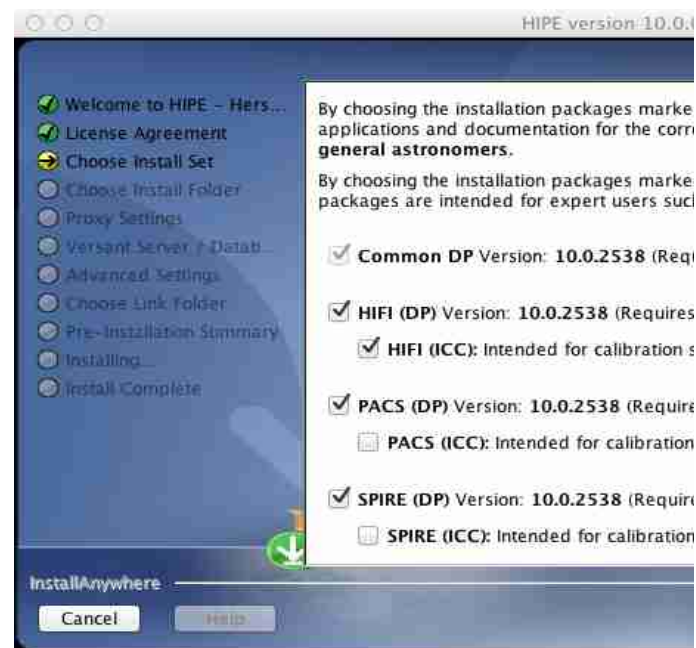 HIPE version 10.0.
Welcome to HIPE - Hers...
License Agreement
Choose Install Set
Choose Install Folder
Proxy Settings
Versant Server / Datab...
Advanced Settings
Choose Link Folder
Pre-Installation Summary
Installing...
Install Complete
By choosing the installation packages marke
applications and documentation for the corr
general astronomers.
By choosing the installation packages marke
packages are intended for expert users suc
Common DP Version: 10.0.2538 (Requ
HIFI (DP) Version: 10.0.2538 (Requires
HIFI (ICC): Intended for calibration s
PACS (DP) Version: 10.0.2538 (Require
PACS (ICC): Intended for calibration
SPIRE (DP) Version: 10.0.2538 (Require
SPIRE (ICC): Intended for calibration
InstallAnywhere
Cancel
Help